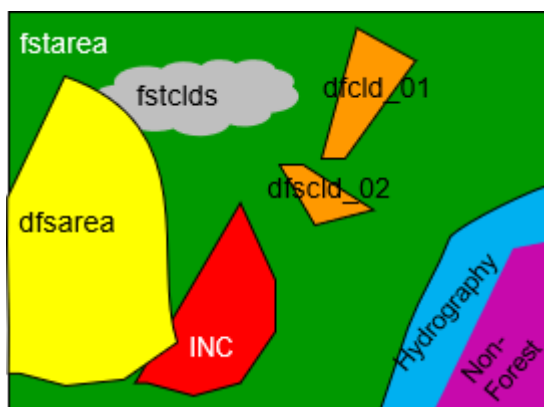 fstarea
fstclds
dfcld_01
dfscld_02
dfsarea
INC
Hydrography
Non-
Forest